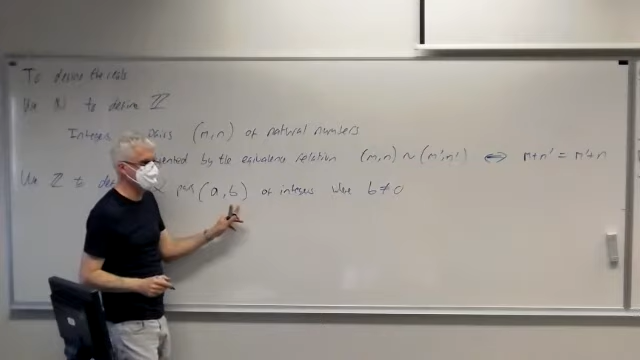 To define the reals
Use ℕ to define ℤ
Integers pairs (m,n) of natural numbers
by the equivalence relation (m,n) ~ (m',n') ⇔ m+n' = m'+n
Use ℤ to pairs (a,b) of integers where b≠0